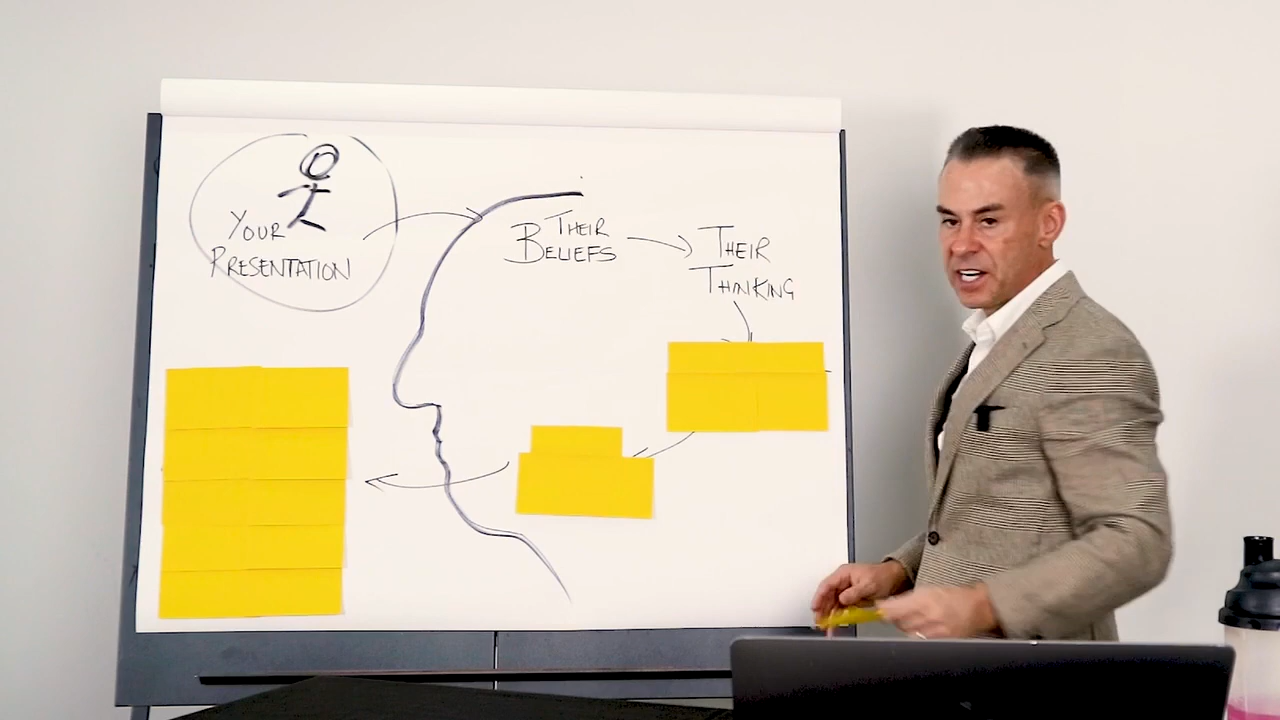 YOUR
PRESENTATION
THEIR
BELIEFS
THEIR
THINKING